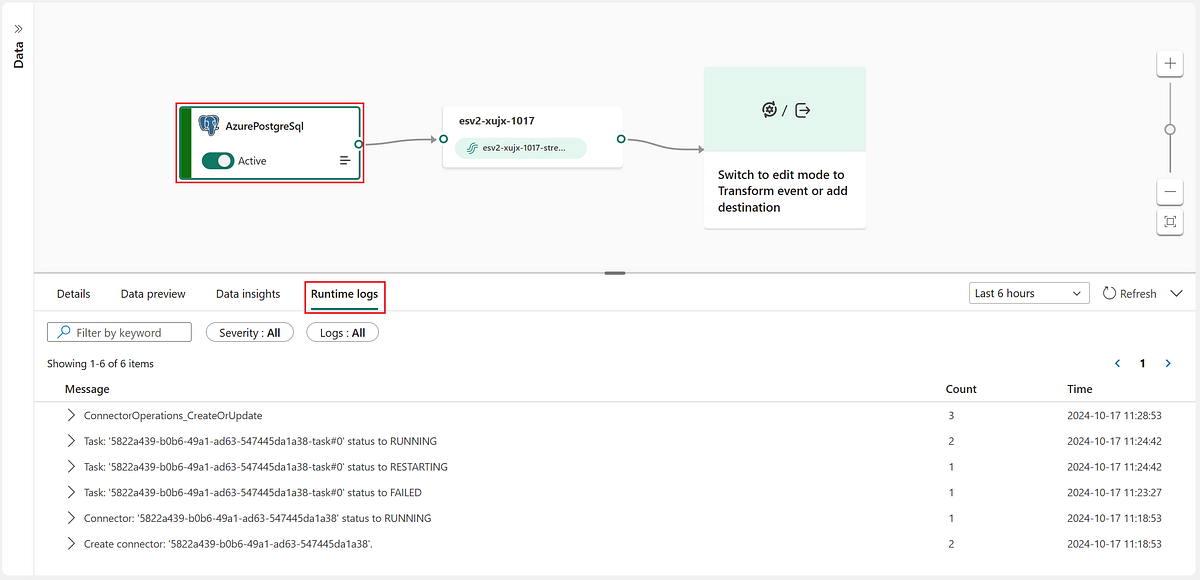 Data
AzurePostgreSql
Active
esv2-xujx-1017
esv2-xujx-1017-stre...
/
Switch to edit mode to
Transform event or add
destination
Details Data preview Data insights Runtime logs Last 6 hours Refresh
Filter by keyword Severity : All Logs : All
Showing 1-6 of 6 items 1
Message Count Time
ConnectorOperations_CreateOrUpdate 3 2024-10-17 11:28:53
Task: '5822a439-b0b6-49a1-ad63-547445da1a38-task#0' status to RUNNING 2 2024-10-17 11:24:42
Task: '5822a439-b0b6-49a1-ad63-547445da1a38-task#0' status to RESTARTING 1 2024-10-17 11:24:42
Task: '5822a439-b0b6-49a1-ad63-547445da1a38-task#0' status to FAILED 1 2024-10-17 11:23:27
Connector: '5822a439-b0b6-49a1-ad63-547445da1a38' status to RUNNING 1 2024-10-17 11:18:53
Create connector: '5822a439-b0b6-49a1-ad63-547445da1a38'. 2 2024-10-17 11:18:53